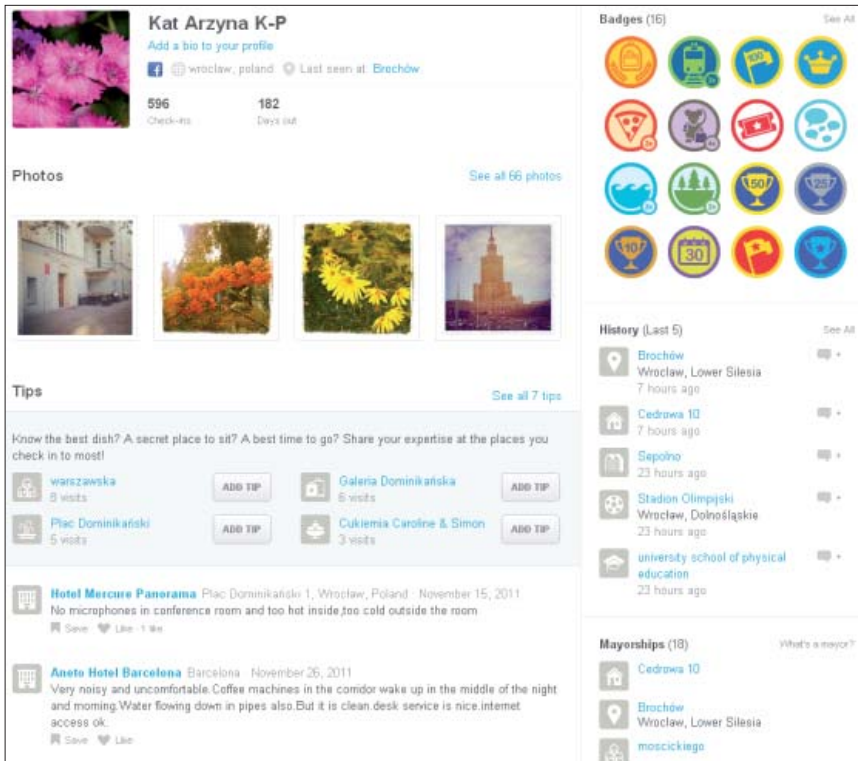 Kat Arzyna K-P
Add a bio to your profile
wroclaw, poland Last seen at Brochów
596 182
Check-ins Days out
Photos See all 66 photos
Tips See all 7 tips
Know the best dish? A secret place to sit? A best time to go? Share your expertise at the places you
check in to most!
warszawska
8 visits
ADD TIP
Galeria Dominikańska
6 visits
ADD TIP
Plac Dominikański
5 visits
ADD TIP
Cukiernia Caroline & Simon
3 visits
ADD TIP
Hotel Mercure Panorama Plac Dominikański 1, Wrocław, Poland · November 15, 2011
No microphones in conference room and too hot inside,too cold outside the room
Save Like · 1 like
Aneto Hotel Barcelona Barcelona · November 26, 2011
Very noisy and uncomfortable.Coffee machines in the corridor wake up in the middle of the night
and morning.Water flowing down in pipes also.But it is clean.desk service is nice.internet
access ok.
Save Like
Badges (16) See All
100
50
25
10
30
History (Last 5) See All
Brochów
Wrocław, Lower Silesia
7 hours ago
Cedrowa 10
7 hours ago
Sepolno
23 hours ago
Stadion Olimpijski
Wrocław, Dolnośląskie
23 hours ago
university school of physical
education
23 hours ago
Mayorships (18) What's a mayor?
Cedrowa 10
Brochów
Wrocław, Lower Silesia
moscickiego